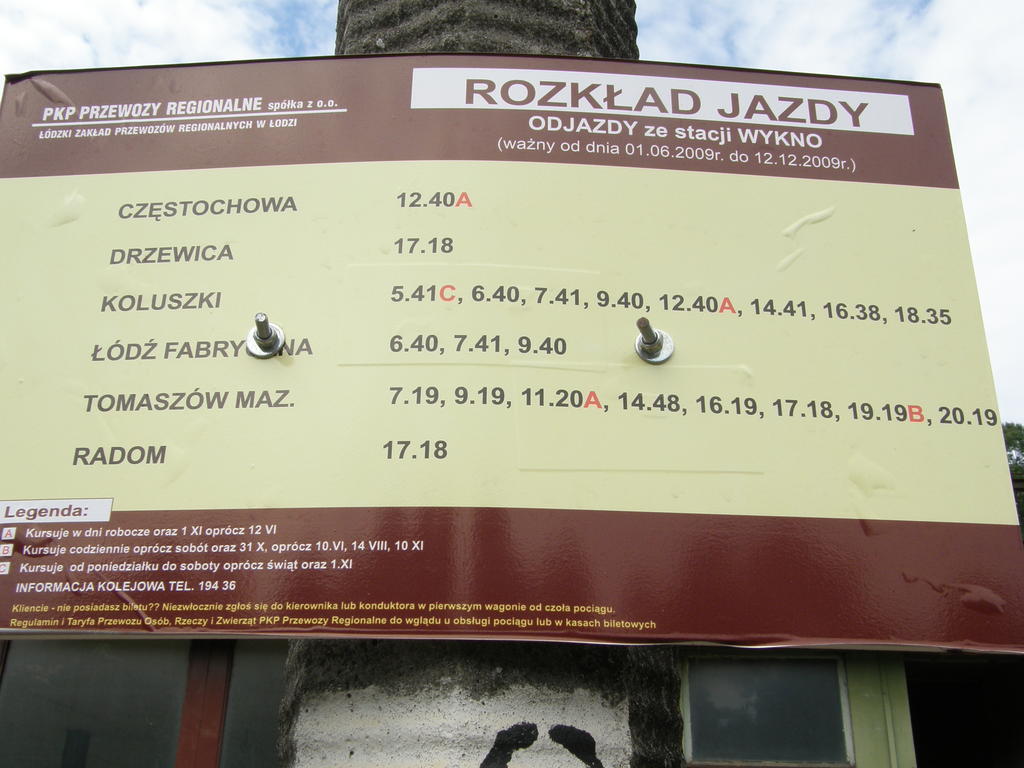 PKP PRZEWOZY REGIONALNE spółka z o.o.
ŁÓDZKI ZAKŁAD PRZEWOZÓW REGIONALNYCH W ŁODZI
ROZKŁAD JAZDY
ODJAZDY ze stacji WYKNO
(ważny od dnia 01.06.2009r. do 12.12.2009r.)
CZĘSTOCHOWA 12.40A
DRZEWICA 17.18
KOLUSZKI 5.41C, 6.40, 7.41, 9.40, 12.40A, 14.41, 16.38, 18.35
ŁÓDŹ 6.40, 7.41, 9.40
TOMASZÓW MAZ. 7.19, 9.19, 11.20A, 14.48, 16.19, 17.18, 19.19B, 20.19
RADOM 17.18
Legenda:
A Kursuje w dni robocze oraz 1 XI oprócz 12 VI
B Kursuje codziennie oprócz sobót oraz 31 X, oprócz 10.VI, 14 VIII, 10 XI
C Kursuje od poniedziałku do soboty oprócz świąt oraz 1.XI
INFORMACJA KOLEJOWA TEL. 194 36
Kliencie - nie posiadasz biletu?? Niezwłocznie zgłoś się do kierownika lub konduktora w pierwszym wagonie od czoła pociągu.
Regulamin i Taryfa Przewozu Osób, Rzeczy i Zwierząt PKP Przewozy Regionalne do wglądu u obsługi pociągu lub w kasach biletowych